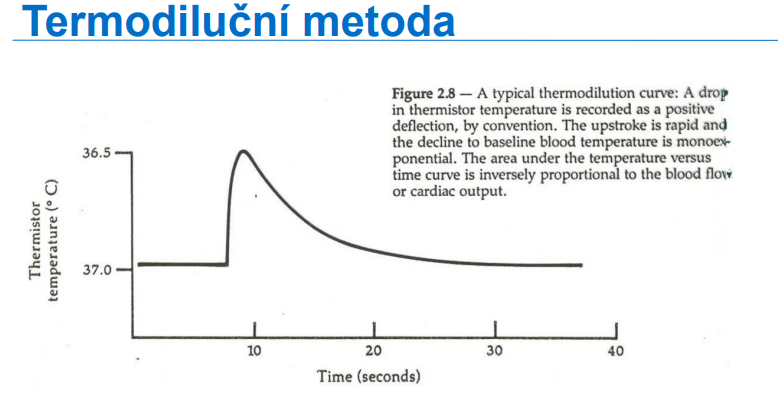 Termodiluční metoda
Figure 2.8 — A typical thermodilution curve: A drop
in thermistor temperature is recorded as a positive
deflection, by convention. The upstroke is rapid and
the decline to baseline blood temperature is monoex-
ponential. The area under the temperature versus
time curve is inversely proportional to the blood flow
or cardiac output.
36.5
Thermistor
temperature (° C)
37.0
10 20 30 40
Time (seconds)